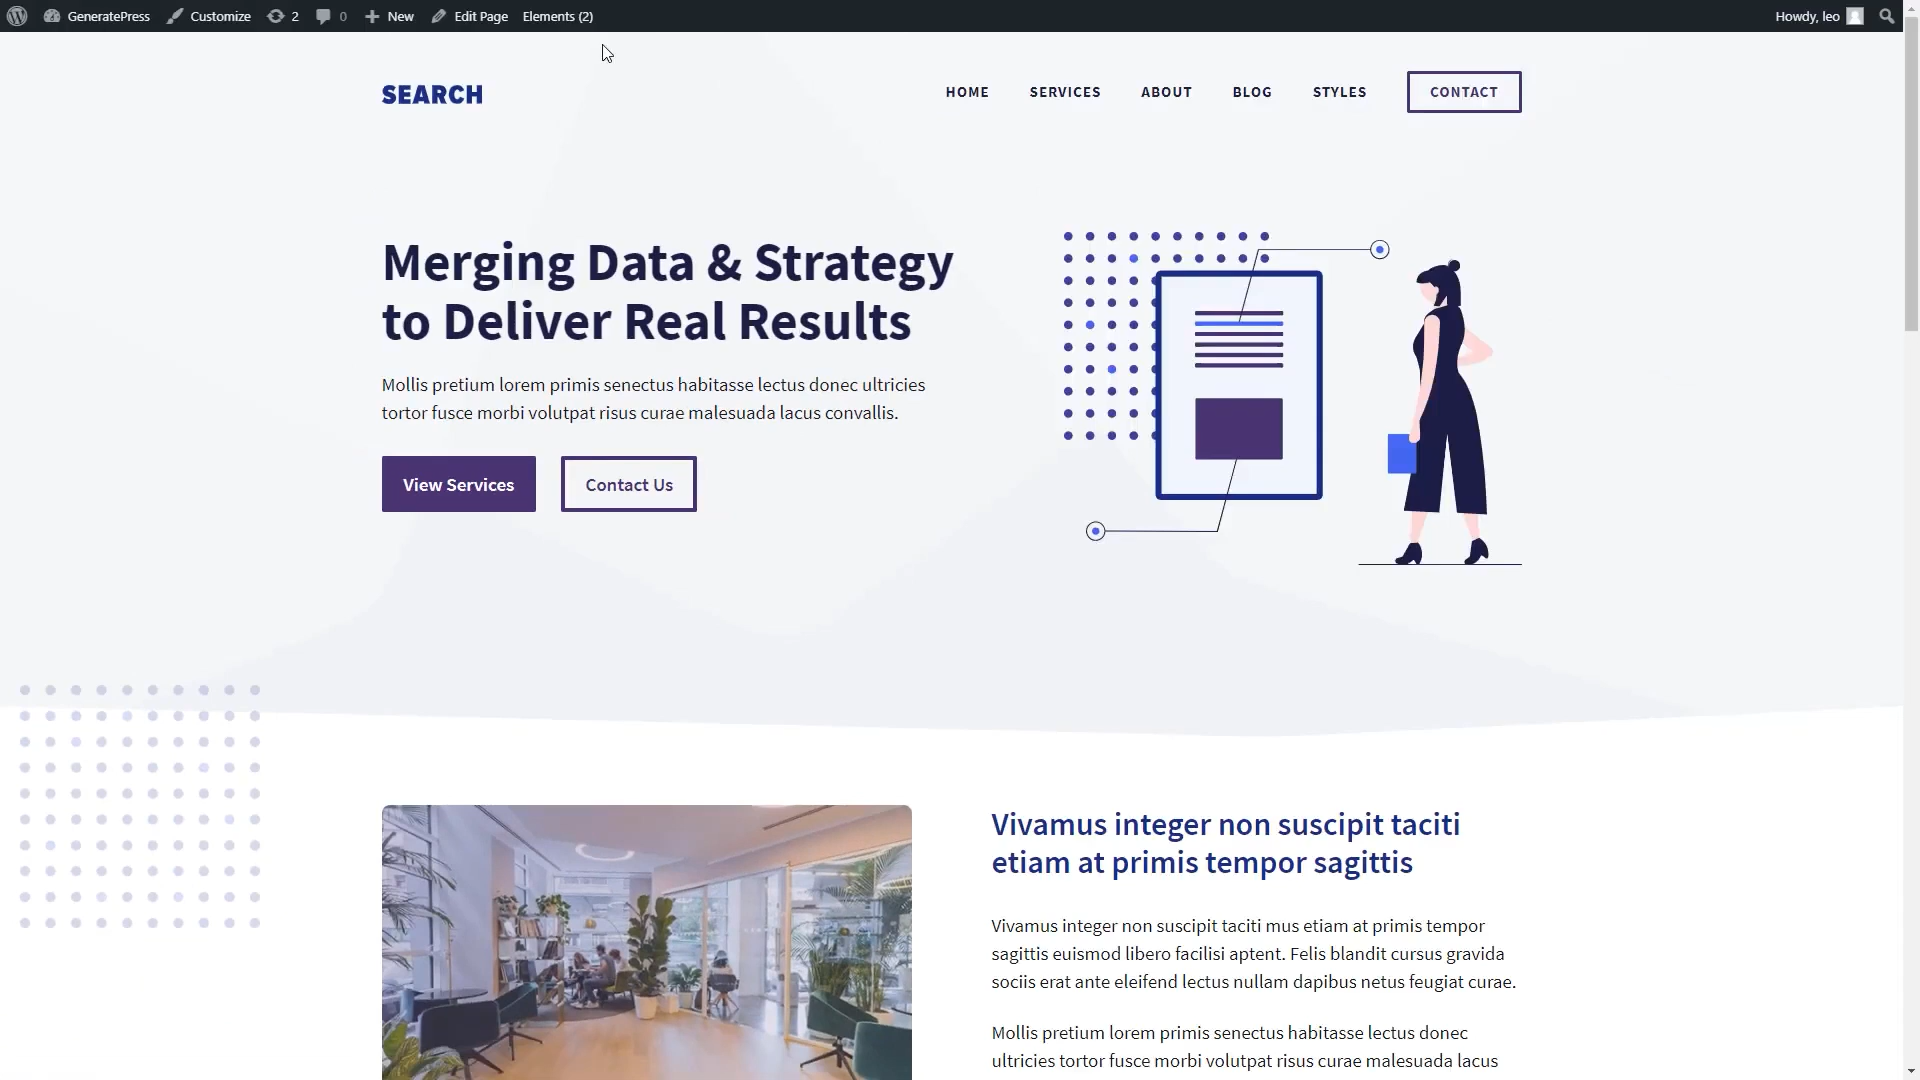 GeneratePress Customize 2 0 New Edit Page Elements (2) Howdy, leo
SEARCH HOME SERVICES ABOUT BLOG STYLES CONTACT
Merging Data & Strategy
to Deliver Real Results
Mollis pretium lorem primis senectus habitasse lectus donec ultricies
tortor fusce morbi volutpat risus curae malesuada lacus convallis.
View Services Contact Us
Vivamus integer non suscipit taciti
etiam at primis tempor sagittis
Vivamus integer non suscipit taciti mus etiam at primis tempor
sagittis euismod libero facilisi aptent. Felis blandit cursus gravida
sociis erat ante eleifend lectus nullam dapibus netus feugiat curae.
Mollis pretium lorem primis senectus habitasse lectus donec
ultricies tortor fusce morbi volutpat risus curae malesuada lacus